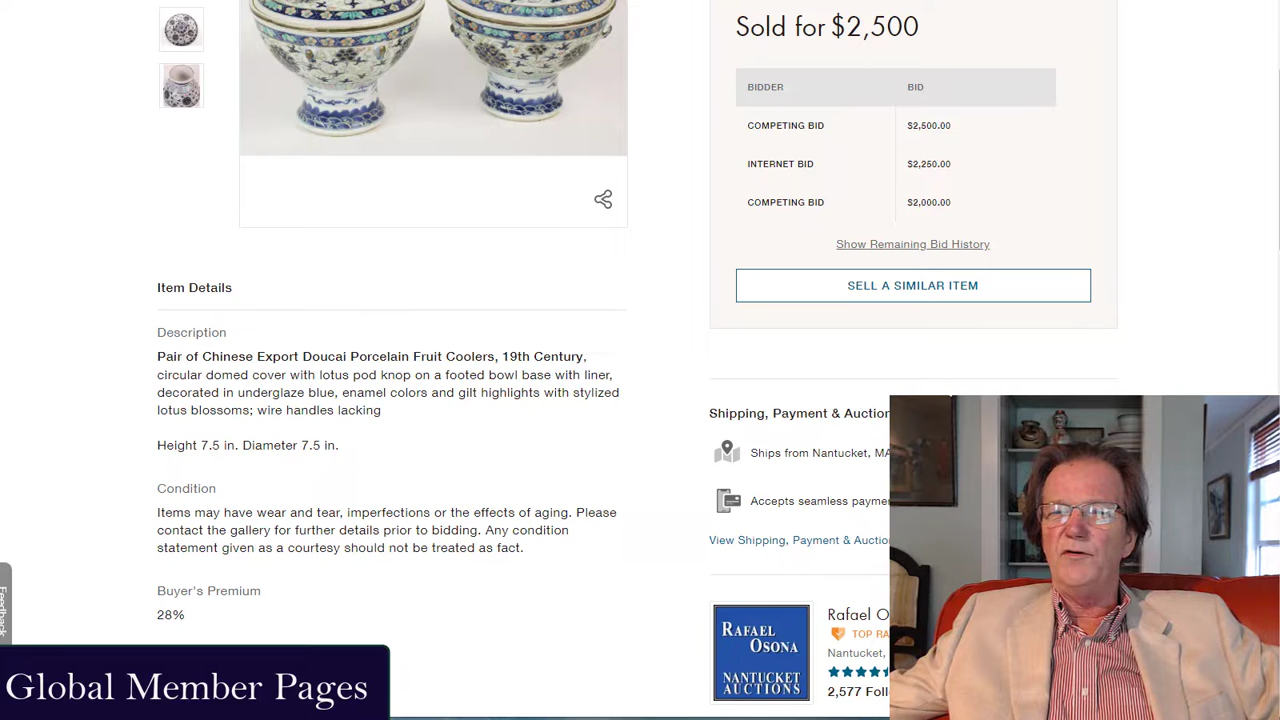 Sold for $2,500
BIDDER BID
COMPETING BID $2,500.00
INTERNET BID $2,250.00
COMPETING BID $2,000.00
Show Remaining Bid History
SELL A SIMILAR ITEM
Item Details
Description
Pair of Chinese Export Doucai Porcelain Fruit Coolers, 19th Century,
circular domed cover with lotus pod knop on a footed bowl base with liner,
decorated in underglaze blue, enamel colors and gilt highlights with stylized
lotus blossoms; wire handles lacking
Height 7.5 in. Diameter 7.5 in.
Condition
Items may have wear and tear, imperfections or the effects of aging. Please
contact the gallery for further details prior to bidding. Any condition
statement given as a courtesy should not be treated as fact.
Buyer's Premium
28%
Shipping, Payment & Auction
Ships from Nantucket, MA
Accepts seamless payme
View Shipping, Payment & Auctio
RAFAEL
OSONA
NANTUCKET
AUCTIONS
Rafael O
TOP RA
Nantucket,
2,577 Foll
Feedback
Global Member Pages